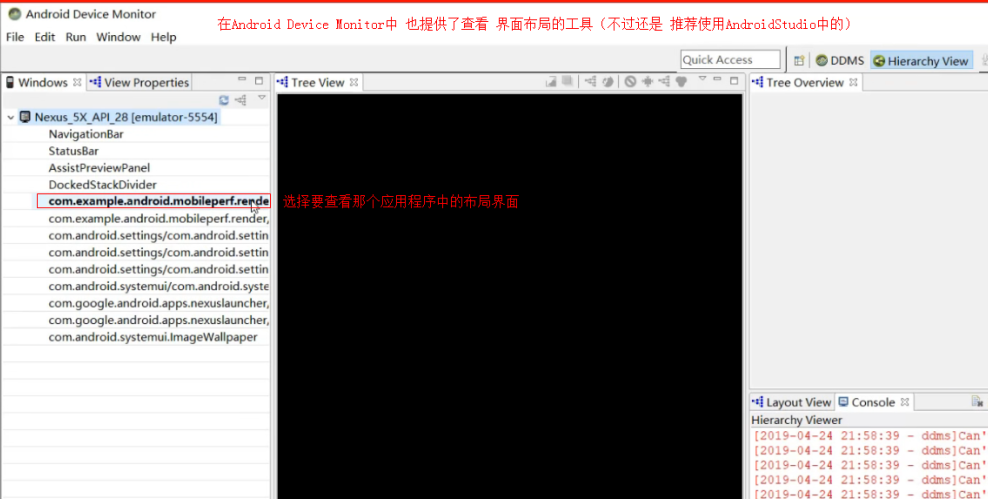 Android Device Monitor
在Android Device Monitor中 也提供了查看 界面布局的工具（不过还是 推荐使用AndroidStudio中的）
File Edit Run Window Help
Quick Access
DDMS
Hierarchy View
Windows
View Properties
Tree View
Tree Overview
Nexus_5X_API_28 [emulator-5554]
NavigationBar
StatusBar
AssistPreviewPanel
DockedStackDivider
com.example.android.mobileperf.rende
选择要查看那个应用程序中的布局界面
com.example.android.mobileperf.render,
com.android.settings/com.android.settin
com.android.settings/com.android.settin
com.android.settings/com.android.settin
com.android.systemui/com.android.syste
com.google.android.apps.nexuslauncher,
com.google.android.apps.nexuslauncher,
com.android.systemui.ImageWallpaper
Layout View
Console
Hierarchy Viewer
[2019-04-24 21:58:39 - ddms]Can'
[2019-04-24 21:58:39 - ddms]Can'
[2019-04-24 21:58:39 - ddms]Can'
[2019-04-24 21:58:39 - ddms]Can'
[2019-04-24 21:58:39 - ddms]Can'